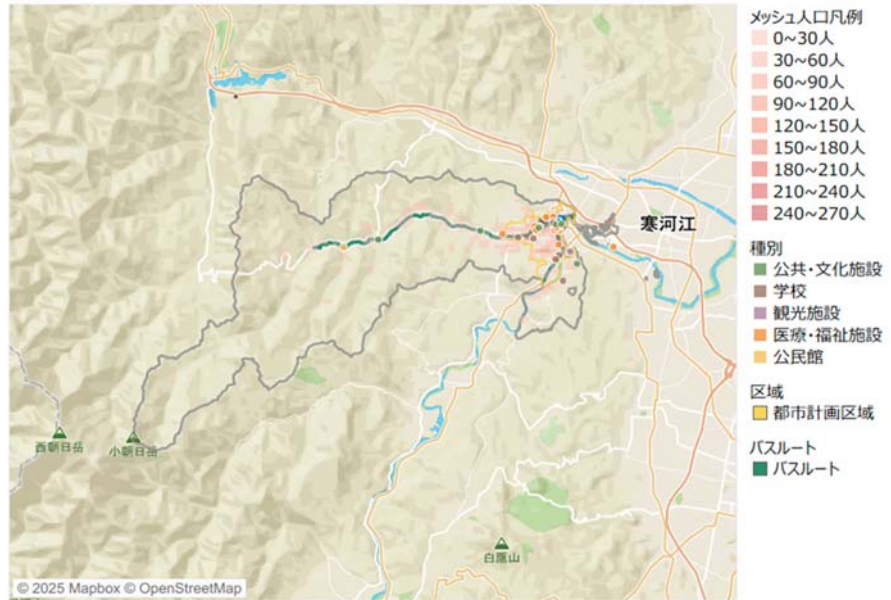 メッシュ人口凡例
0~30人
30~60人
60~90人
90~120人
120~150人
150~180人
180~210人
210~240人
240~270人
種別
公共・文化施設
学校
観光施設
医療・福祉施設
公民館
区域
都市計画区域
バスルート
バスルート
寒河江
西朝日岳
小朝日岳
白鷹山
© 2025 Mapbox © OpenStreetMap